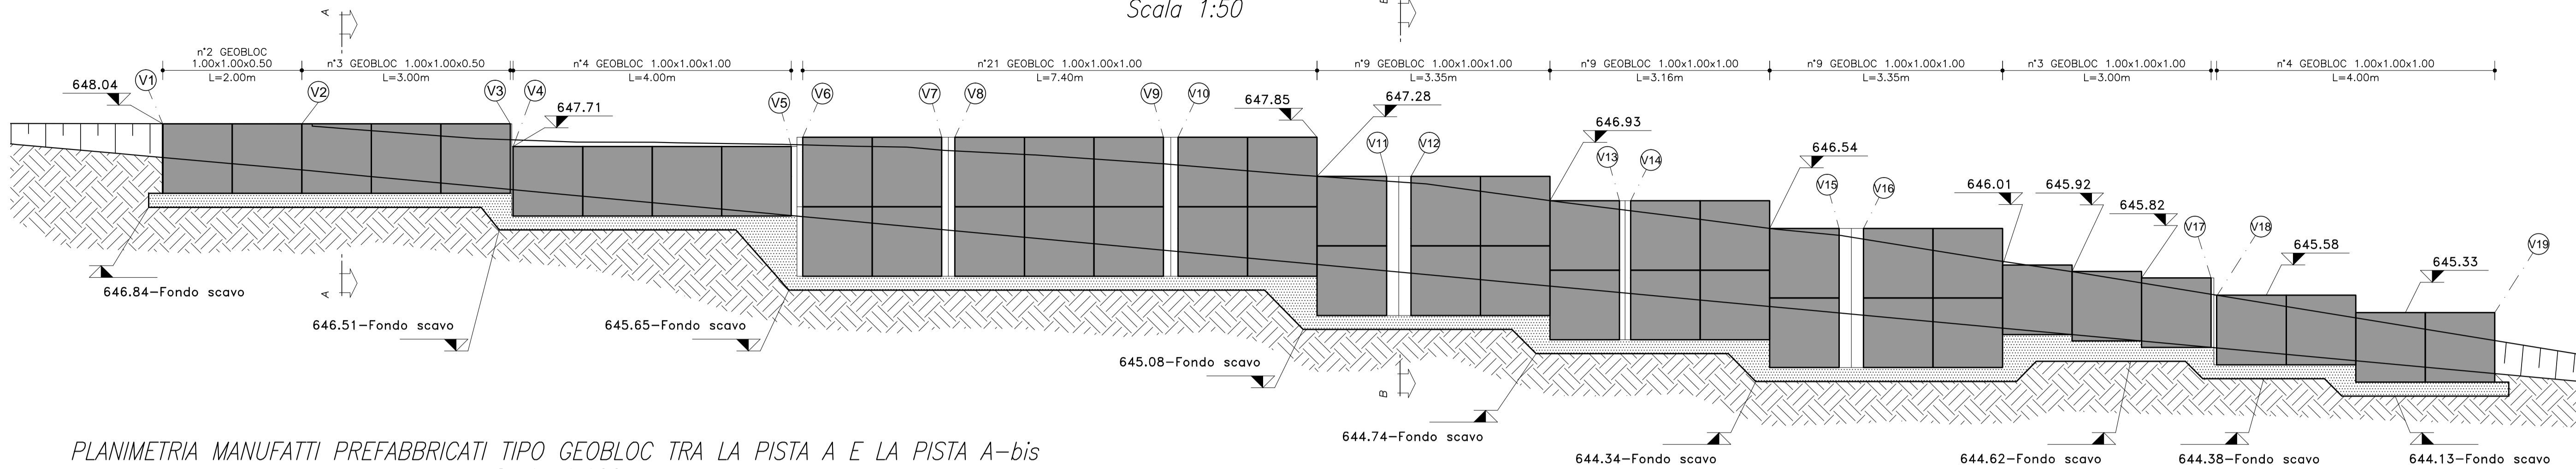 Scala 1:50
A
B
n°2 GEOBLOC
1.00x1.00x0.50
L=2.00m
n°3 GEOBLOC 1.00x1.00x0.50
L=3.00m
n°4 GEOBLOC 1.00x1.00x1.00
L=4.00m
n°21 GEOBLOC 1.00x1.00x1.00
L=7.40m
n°9 GEOBLOC 1.00x1.00x1.00
L=3.35m
n°9 GEOBLOC 1.00x1.00x1.00
L=3.16m
n°9 GEOBLOC 1.00x1.00x1.00
L=3.35m
n°3 GEOBLOC 1.00x1.00x1.00
L=3.00m
n°4 GEOBLOC 1.00x1.00x1.00
L=4.00m
648.04
V1
V2
V3
V4
647.71
V5
V6
V7
V8
V9
V10
647.85
647.28
V11
V12
646.93
V13
V14
646.54
V15
V16
646.01
645.92
645.82
V17
V18
645.58
645.33
V19
A
B
646.84-Fondo scavo
646.51-Fondo scavo
645.65-Fondo scavo
645.08-Fondo scavo
644.74-Fondo scavo
644.34-Fondo scavo
644.62-Fondo scavo
644.38-Fondo scavo
644.13-Fondo scavo
PLANIMETRIA MANUFATTI PREFABBRICATI TIPO GEOBLOC TRA LA PISTA A E LA PISTA A-bis